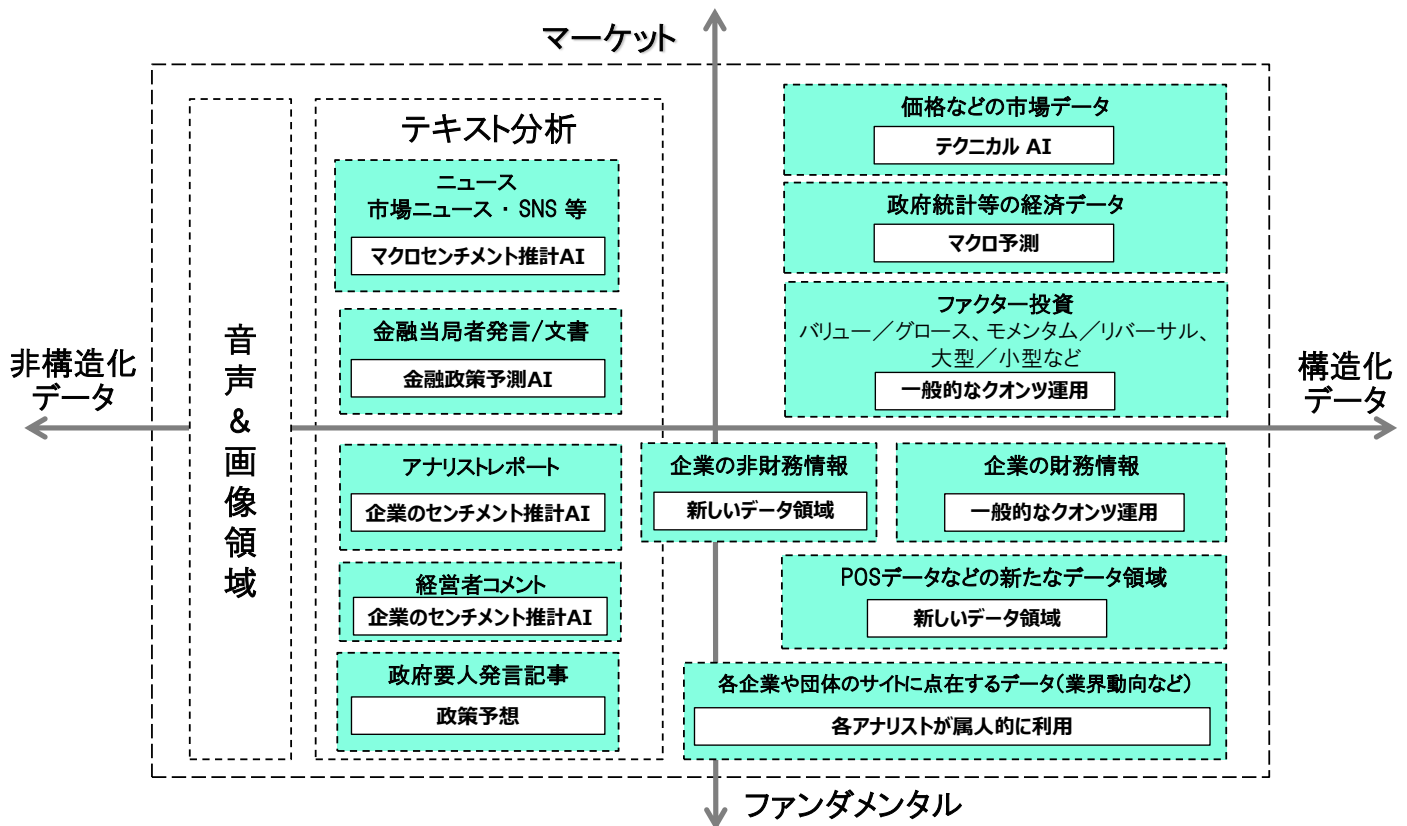 マーケット
テキスト分析
ニュース
市場ニュース ・ SNS 等
マクロセンチメント推計AI
金融当局者発言/文書
金融政策予測AI
アナリストレポート
企業のセンチメント推計AI
経営者コメント
企業のセンチメント推計AI
政府要人発言記事
政策予想
音声&画像領域
非構造化
データ
価格などの市場データ
テクニカル AI
政府統計等の経済データ
マクロ予測
ファクター投資
バリュー／グロース、モメンタム／リバーサル、
大型／小型など
一般的なクオンツ運用
構造化
データ
企業の非財務情報
新しいデータ領域
企業の財務情報
一般的なクオンツ運用
POSデータなどの新たなデータ領域
新しいデータ領域
各企業や団体のサイトに点在するデータ（業界動向など）
各アナリストが属人的に利用
ファンダメンタル